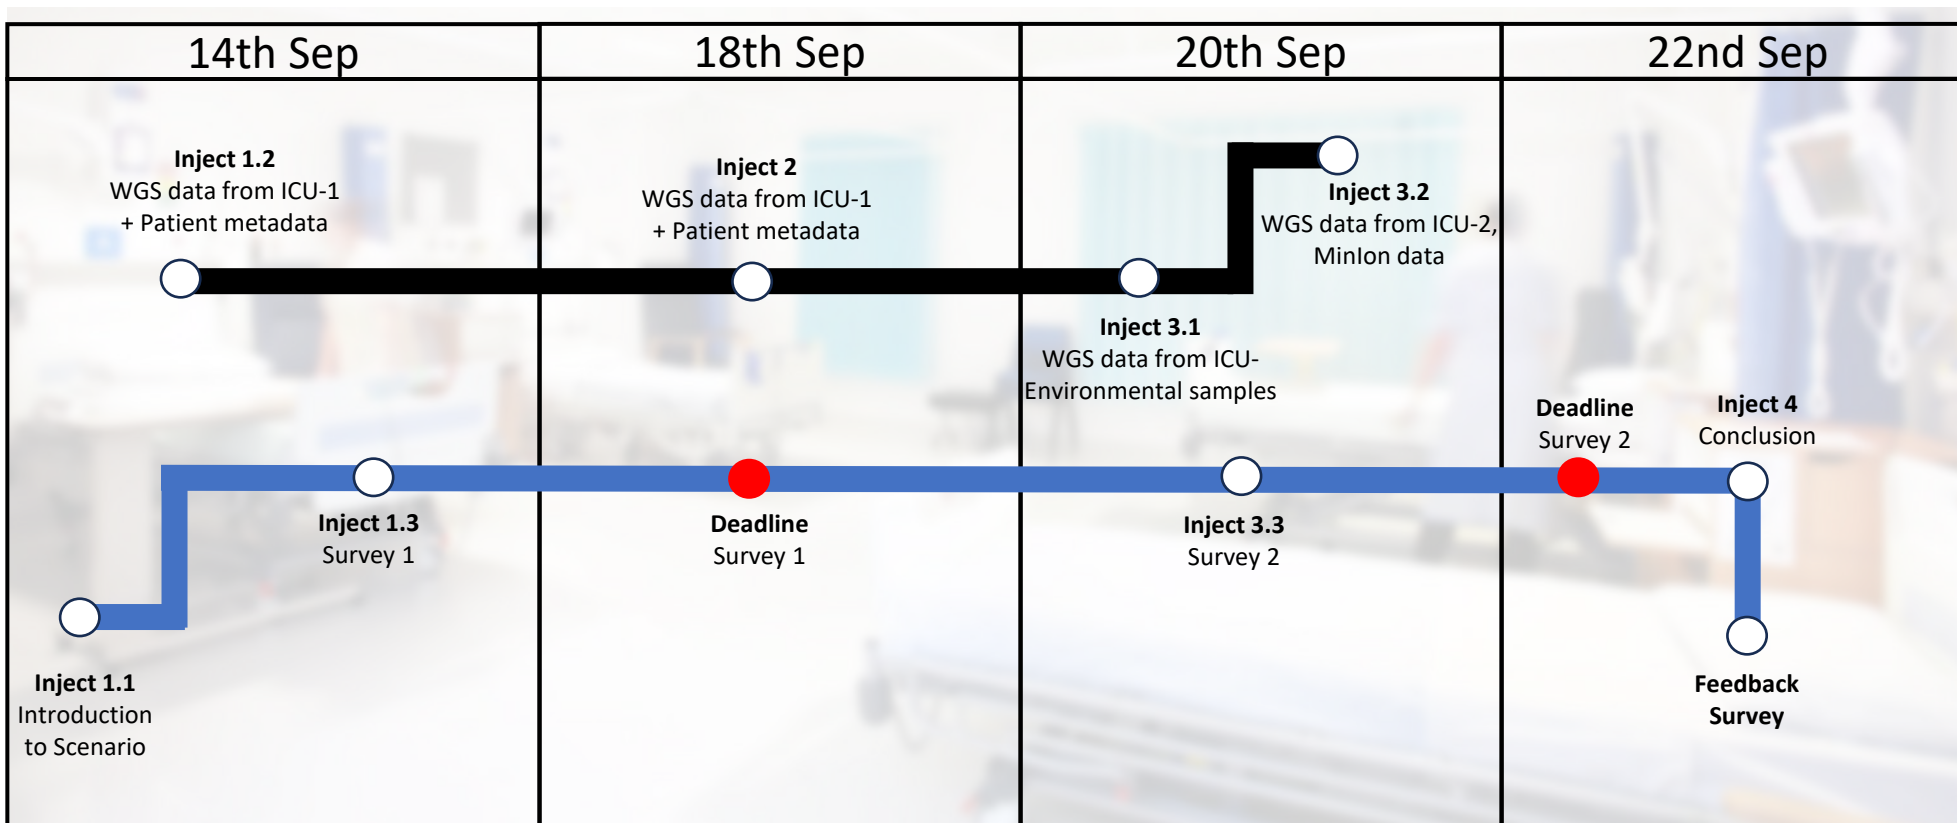 14th Sep
18th Sep
20th Sep
22nd Sep
Inject 1.2
WGS data from ICU-1
+ Patient metadata
Inject 2
WGS data from ICU-1
+ Patient metadata
Inject 3.2
WGS data from ICU-2,
MinIon data
Inject 3.1
WGS data from ICU-
Environmental samples
Deadline
Survey 2
Inject 4
Conclusion
Inject 1.3
Survey 1
Deadline
Survey 1
Inject 3.3
Survey 2
Inject 1.1
Introduction
to Scenario
Feedback
Survey